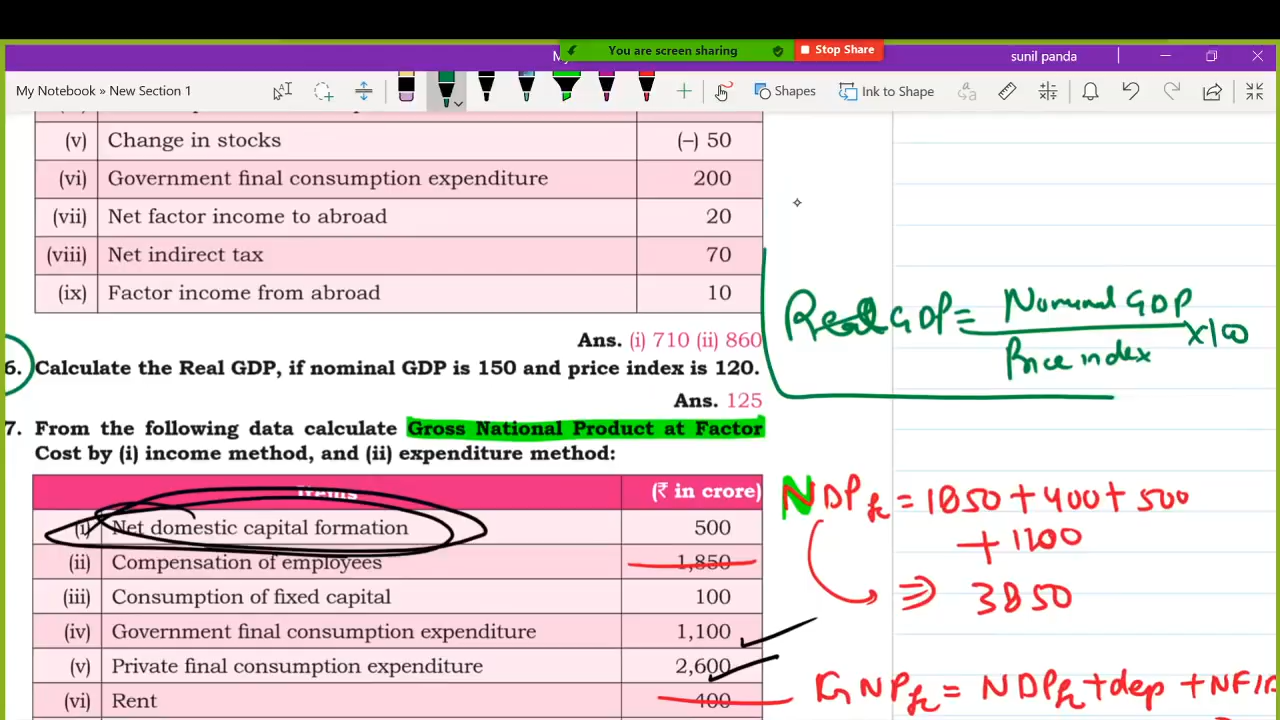 You are screen sharing
Stop Share
sunil panda
My Notebook » New Section 1
Shapes
Ink to Share
(v) Change in stocks (–) 50
(vi) Government final consumption expenditure 200
(vii) Net factor income to abroad 20
(viii) Net indirect tax 70
(ix) Factor income from abroad 10
Ans. (i) 710 (ii) 860
6. Calculate the Real GDP, if nominal GDP is 150 and price index is 120.
Ans. 125
7. From the following data calculate Gross National Product at Factor
Cost by (i) income method, and (ii) expenditure method:
Items (₹ in crore)
(i) Net domestic capital formation 500
(ii) Compensation of employees 1,850
(iii) Consumption of fixed capital 100
(iv) Government final consumption expenditure 1,100
(v) Private final consumption expenditure 2,600
(vi) Rent 400
Real GDP = Nominal GDP
Price index
×100
NDPfc = 1850 + 400 + 500
+ 1100
⇒ 3850
GNPfc = NDPfc + dep + NFIA